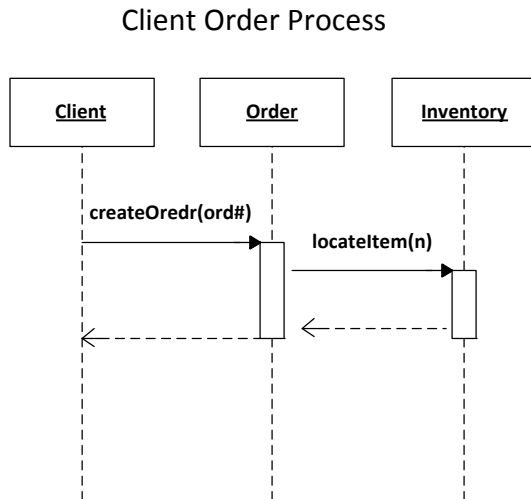 Client Order Process
Client
Order
Inventory
createOredr(ord#)
locateItem(n)